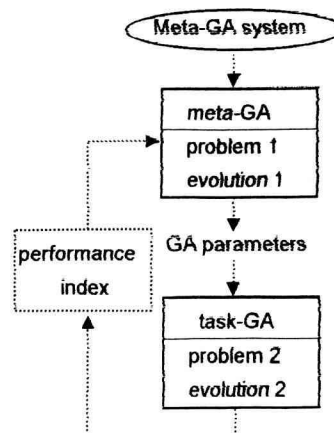 Meta-GA system
meta-GA
problem 1
evolution 1
GA parameters
performance
index
task-GA
problem 2
evolution 2